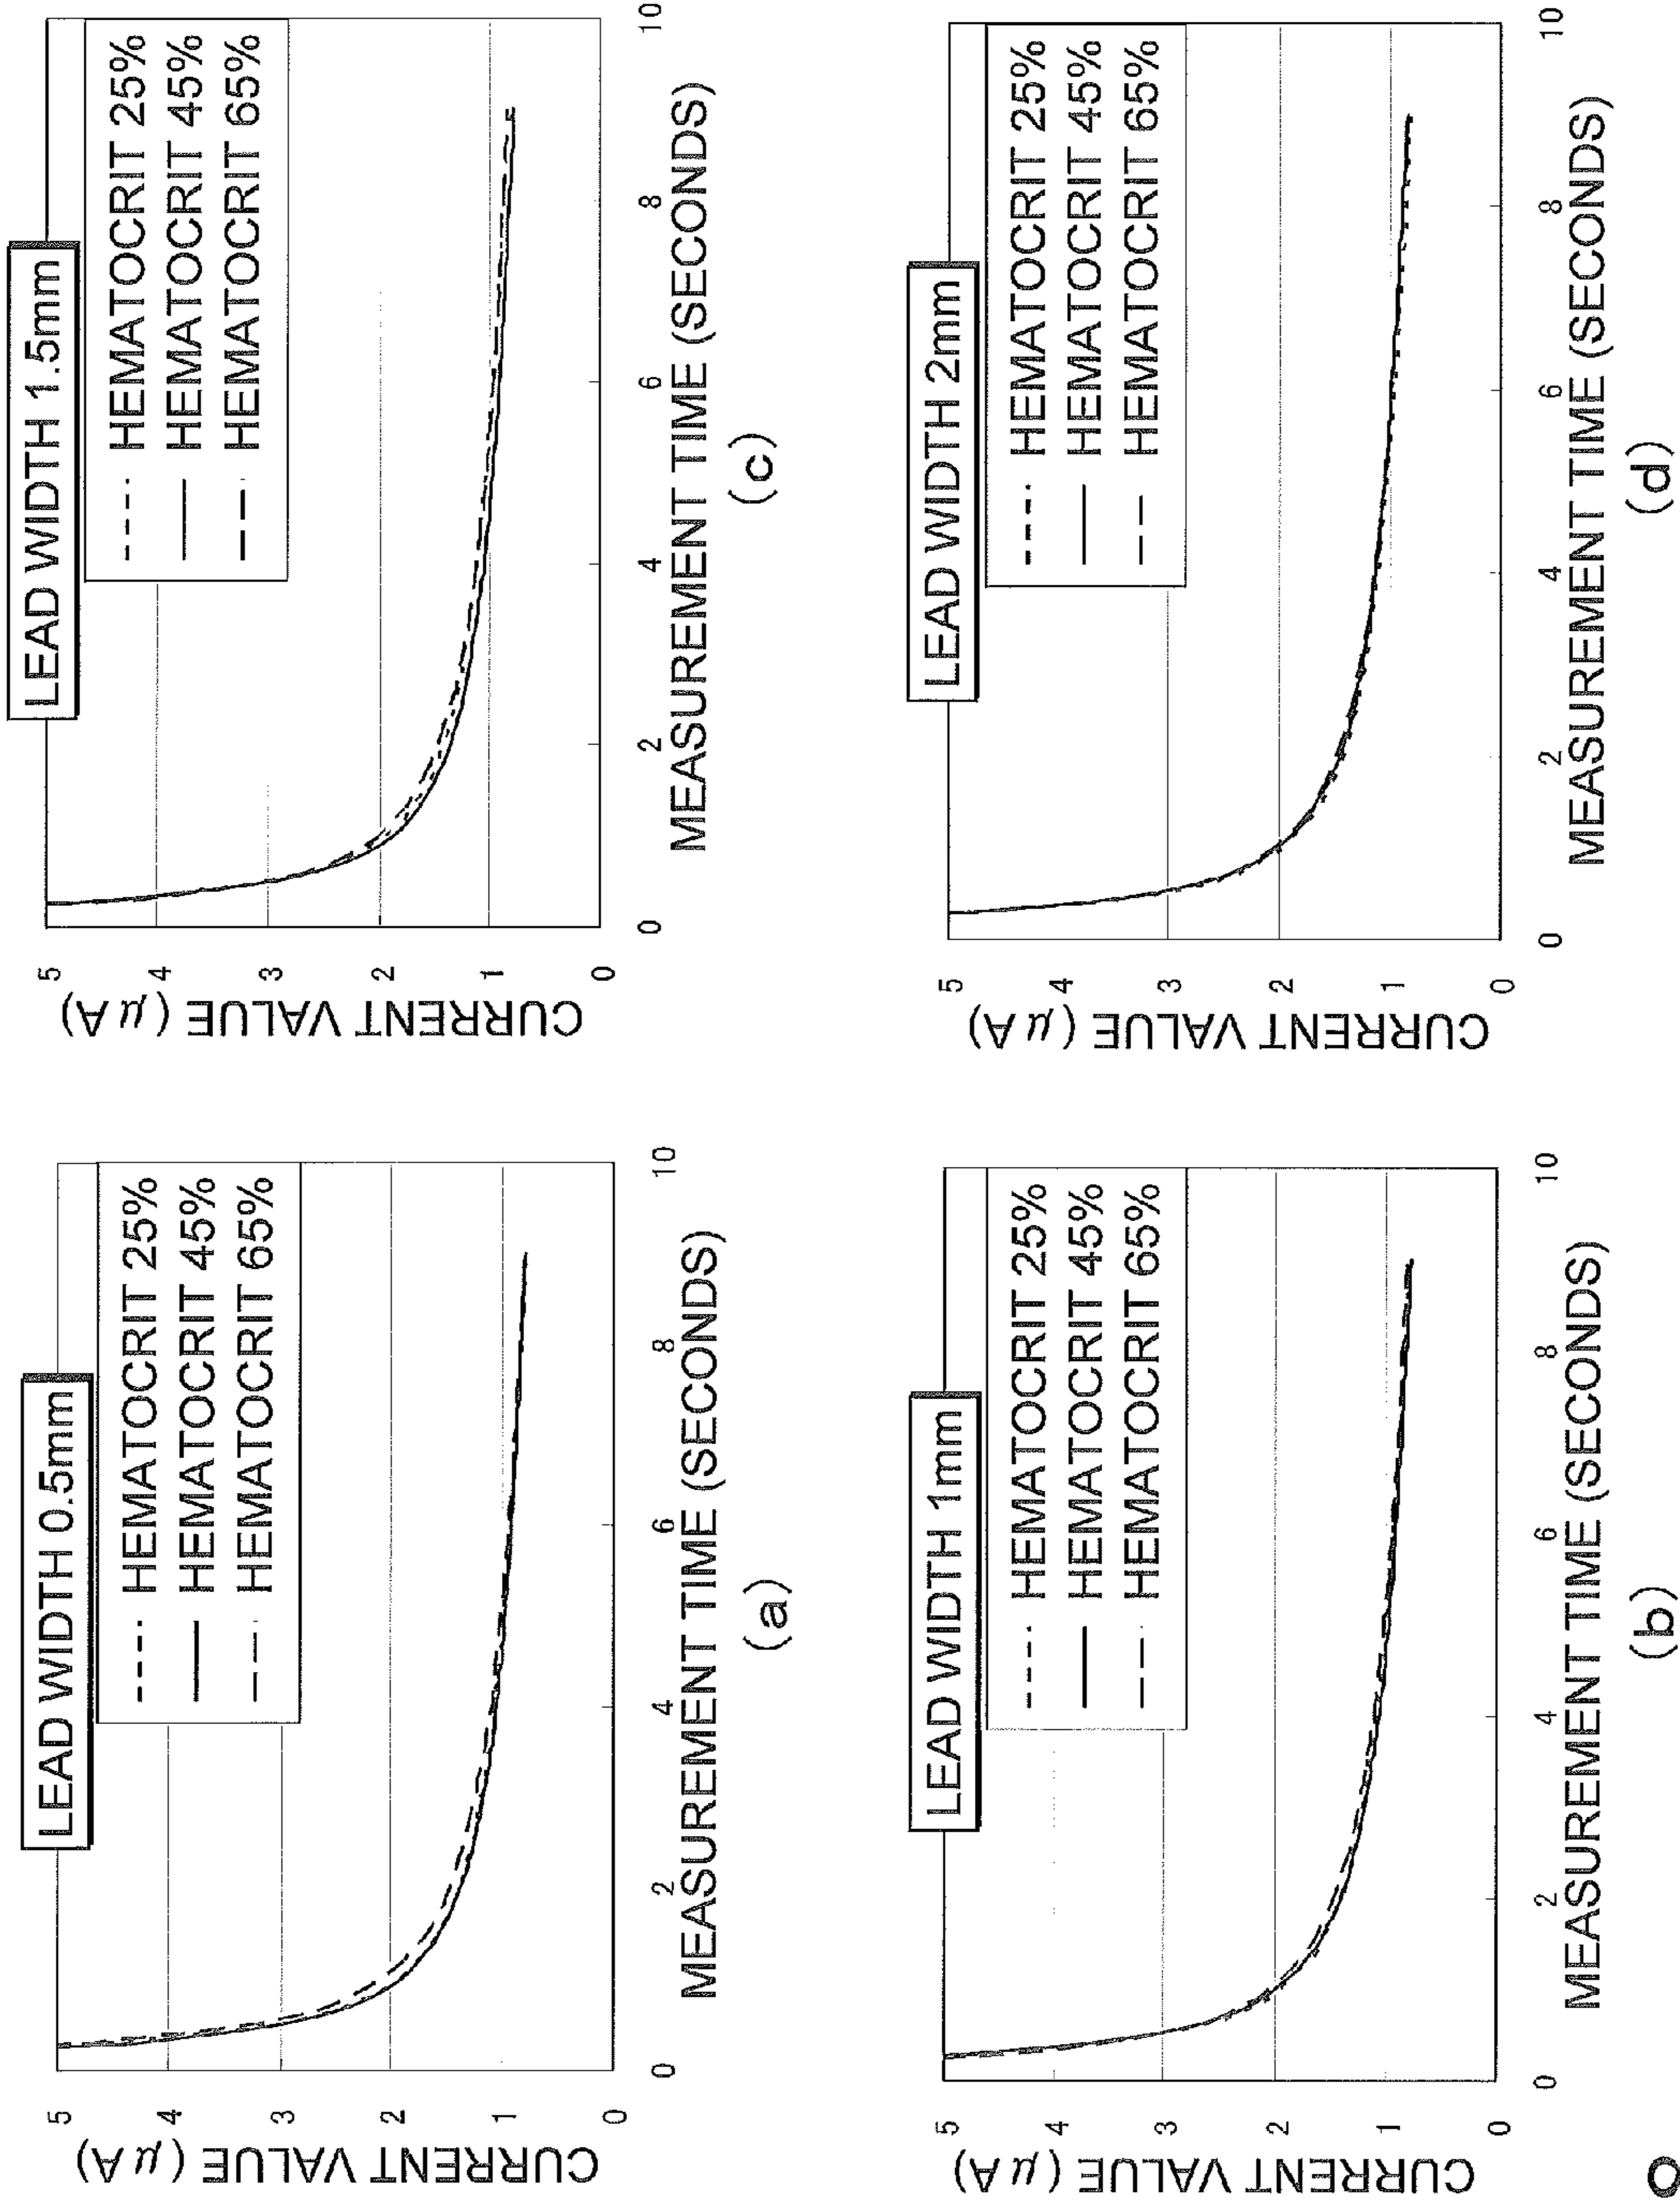 LEAD WIDTH 0.5mm
HEMATOCRIT 25%
HEMATOCRIT 45%
HEMATOCRIT 65%
CURRENT VALUE (μA)
5
4
3
2
1
0
0
2
4
6
8
10
MEASUREMENT TIME (SECONDS)
(a)
LEAD WIDTH 1.5mm
HEMATOCRIT 25%
HEMATOCRIT 45%
HEMATOCRIT 65%
CURRENT VALUE (μA)
5
4
3
2
1
0
0
2
4
6
8
10
MEASUREMENT TIME (SECONDS)
(c)
LEAD WIDTH 1mm
HEMATOCRIT 25%
HEMATOCRIT 45%
HEMATOCRIT 65%
CURRENT VALUE (μA)
5
4
3
2
1
0
0
2
4
6
8
10
MEASUREMENT TIME (SECONDS)
(b)
LEAD WIDTH 2mm
HEMATOCRIT 25%
HEMATOCRIT 45%
HEMATOCRIT 65%
CURRENT VALUE (μA)
5
4
3
2
1
0
0
2
4
6
8
10
MEASUREMENT TIME (SECONDS)
(d)